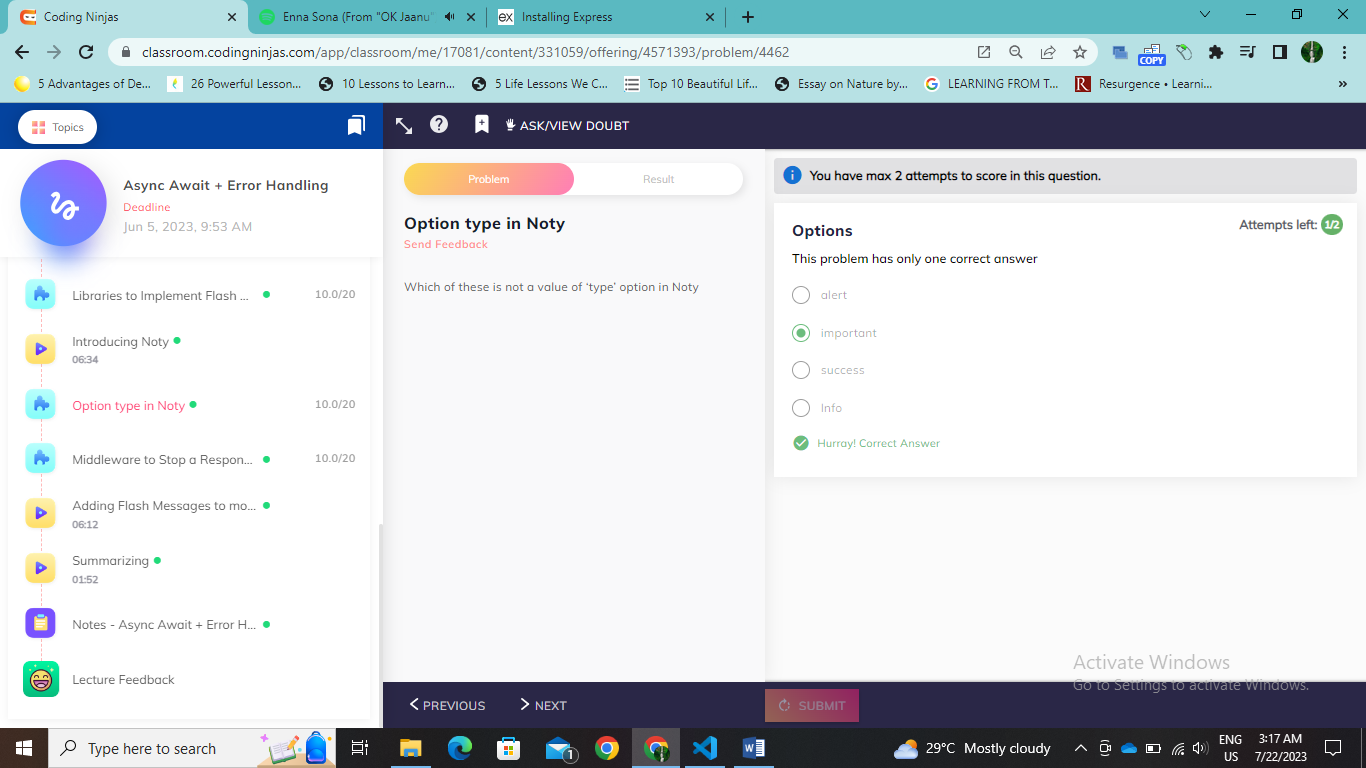 Coding Ninjas
Enna Sona (From "OK Jaanu"
Installing Express
classroom.codingninjas.com/app/classroom/me/17081/content/331059/offering/4571393/problem/4462
COPY
5 Advantages of De...
26 Powerful Lesson...
10 Lessons to Learn...
5 Life Lessons We C...
Top 10 Beautiful Lif...
Essay on Nature by...
LEARNING FROM T...
Resurgence • Learni...
»
Topics
ASK/VIEW DOUBT
Async Await + Error Handling
Deadline
Jun 5, 2023, 9:53 AM
Libraries to Implement Flash ...
10.0/20
Introducing Noty
06:34
Option type in Noty
10.0/20
Middleware to Stop a Respon...
10.0/20
Adding Flash Messages to mo...
06:12
Summarizing
01:52
Notes - Async Await + Error H...
Lecture Feedback
Problem
Result
Option type in Noty
Send Feedback
Which of these is not a value of ‘type’ option in Noty
You have max 2 attempts to score in this question.
Options
Attempts left: 1/2
This problem has only one correct answer
alert
important
success
Info
Hurray! Correct Answer
Activate Windows
Go to Settings to activate Windows.
PREVIOUS
NEXT
SUBMIT
Type here to search
1
29°C Mostly cloudy
ENG
US
3:17 AM
7/22/2023